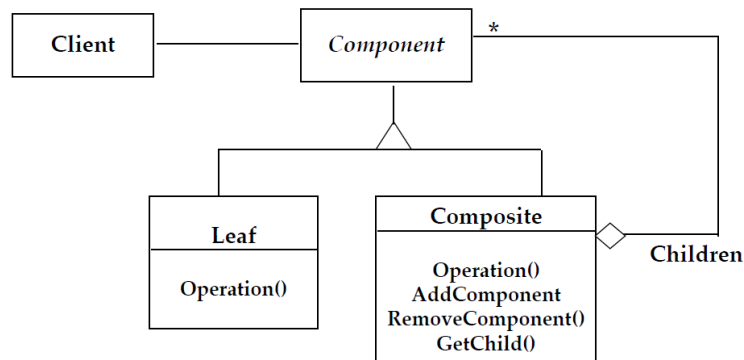 Client
Component
*
Leaf
Operation()
Composite
Operation()
AddComponent
RemoveComponent()
GetChild()
Children